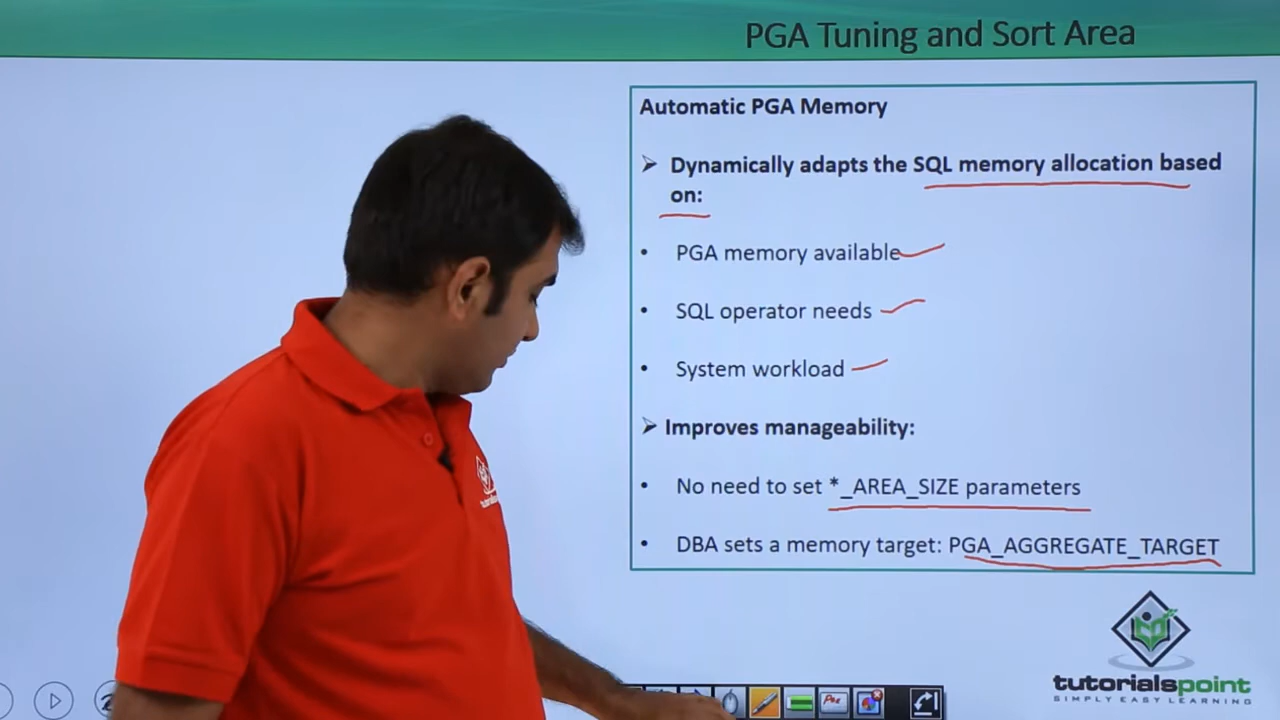 PGA Tuning and Sort Area
Automatic PGA Memory
➢ Dynamically adapts the SQL memory allocation based
on:
• PGA memory available
• SQL operator needs
• System workload
➢ Improves manageability:
• No need to set *_AREA_SIZE parameters
• DBA sets a memory target: PGA_AGGREGATE_TARGET
tutorialspoint
SIMPLY EASY LEARNING